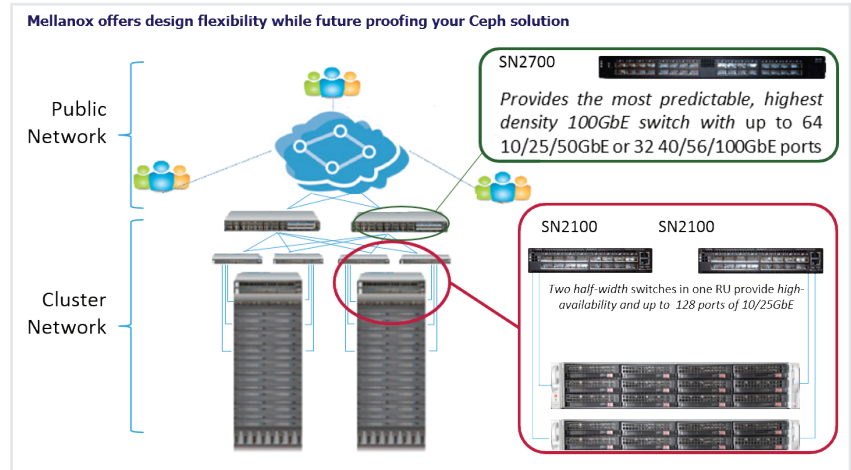 Mellanox offers design flexibility while future proofing your Ceph solution
Public
Network
SN2700
Provides the most predictable, highest
density 100GbE switch with up to 64
10/25/50GbE or 32 40/56/100GbE ports
Cluster
Network
SN2100 SN2100
Two half-width switches in one RU provide high-
availability and up to 128 ports of 10/25GbE